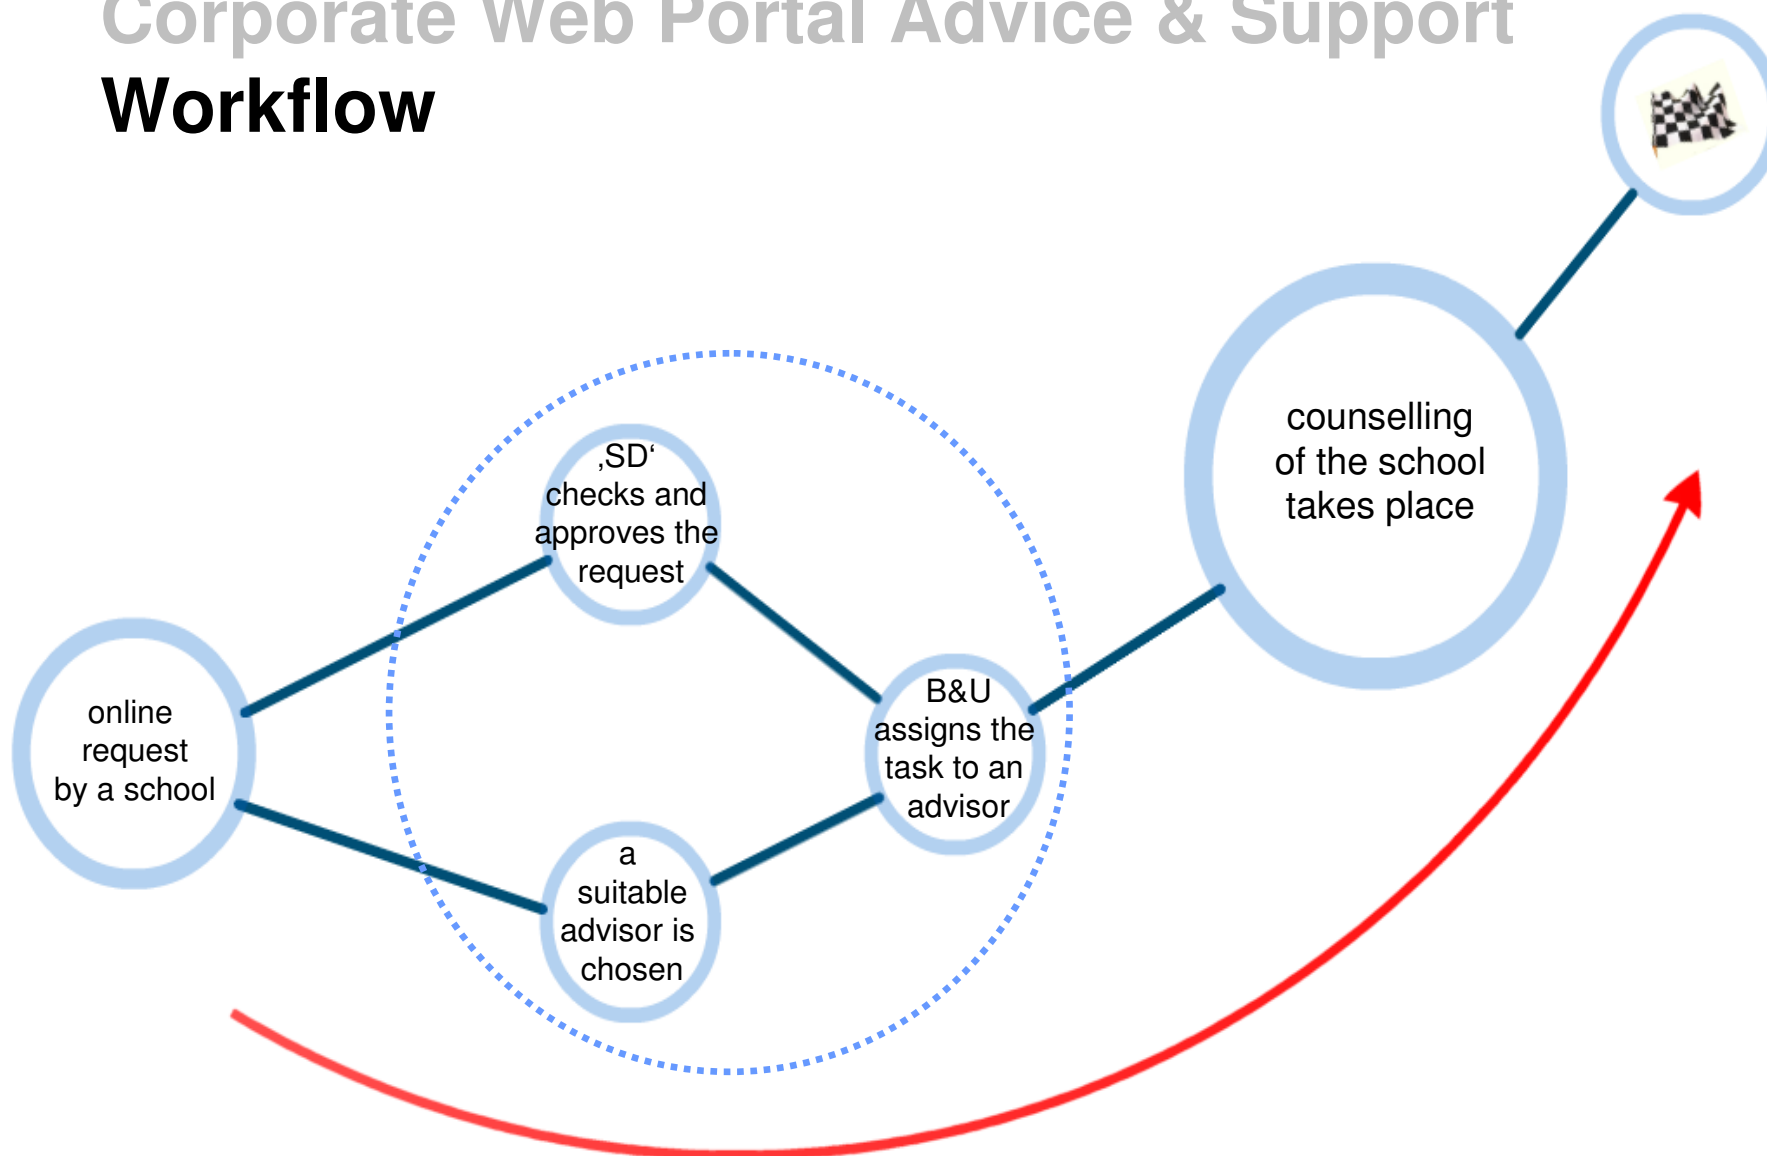 Corporate Web Portal Advice & Support
Workflow
‚SD‘
checks and
approves the
request
online
request
by a school
a
suitable
advisor is
chosen
B&U
assigns the
task to an
advisor
counselling
of the school
takes place